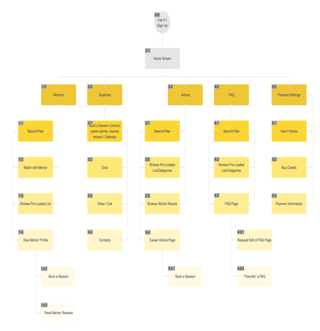 0.0
Log In /
Sign Up
0.1
Home Screen
1.0
Mentors
2.0
Sessions
3.0
Advice
4.0
FAQ
5.0
Personal Settings
1.1
Search/Filter
2.1
Book a Session (mentor,
career advice, resume
review) / Calendar
3.1
Search/Filter
4.1
Search/Filter
5.1
How it Works
1.2
Match with Mentor
2.2
Chat
3.2
Browse Pre-Loaded
List/Categories
4.2
Browse Pre-Loaded
List/Categories
5.2
Buy Credits
1.3
Browse Pre-Loaded List
2.3
Video / Call
3.3
Browse Advice Results
4.3
FAQ Page
5.3
Payment Information
1.4
View Mentor Profile
2.4
Contacts
3.4
Career Advice Page
4.3.1
Request Edit of FAQ Page
1.4.1
Book a Session
3.4.1
Book a Session
4.3.2
"Favorite" a FAQ
1.4.2
Read Mentor Reviews